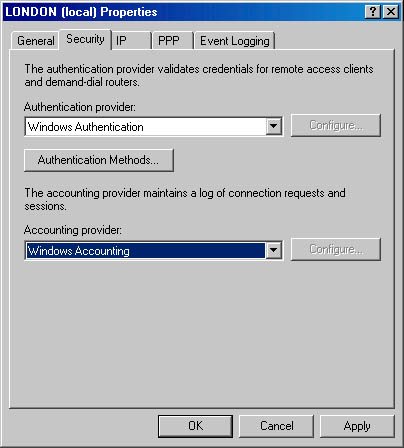 LONDON (local) Properties
General Security IP PPP Event Logging
The authentication provider validates credentials for remote access clients
and demand-dial routers.
Authentication provider:
Windows Authentication Configure...
Authentication Methods...
The accounting provider maintains a log of connection requests and
sessions.
Accounting provider:
Windows Accounting Configure...
OK Cancel Apply